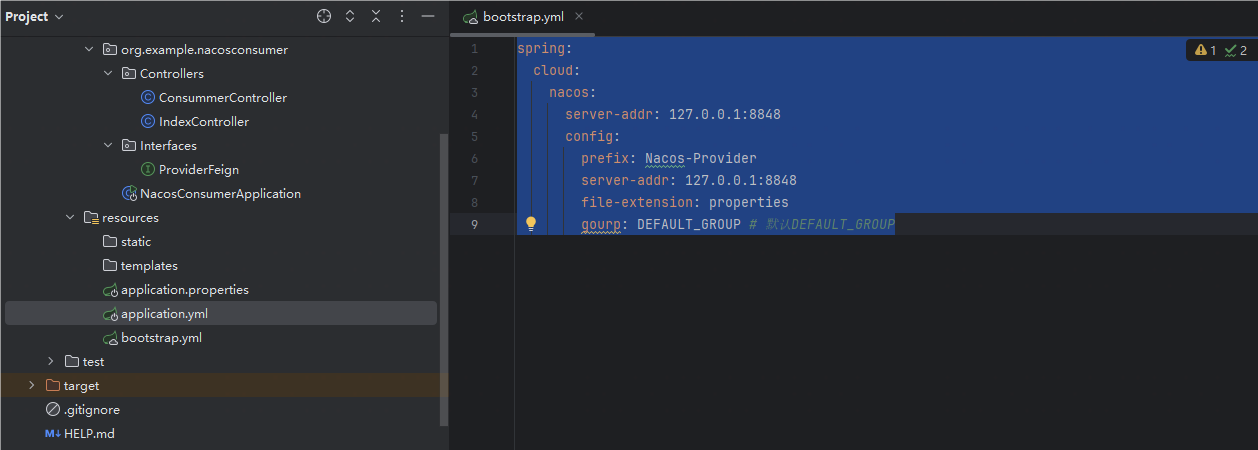 Project
org.example.nacosconsumer
Controllers
ConsummerController
IndexController
Interfaces
ProviderFeign
NacosConsumerApplication
resources
static
templates
application.properties
application.yml
bootstrap.yml
test
target
.gitignore
M↓ HELP.md
bootstrap.yml
1 2
1 spring:
2 cloud:
3 nacos:
4 server-addr: 127.0.0.1:8848
5 config:
6 prefix: Nacos-Provider
7 server-addr: 127.0.0.1:8848
8 file-extension: properties
9 gourp: DEFAULT_GROUP # 默认DEFAULT_GROUP